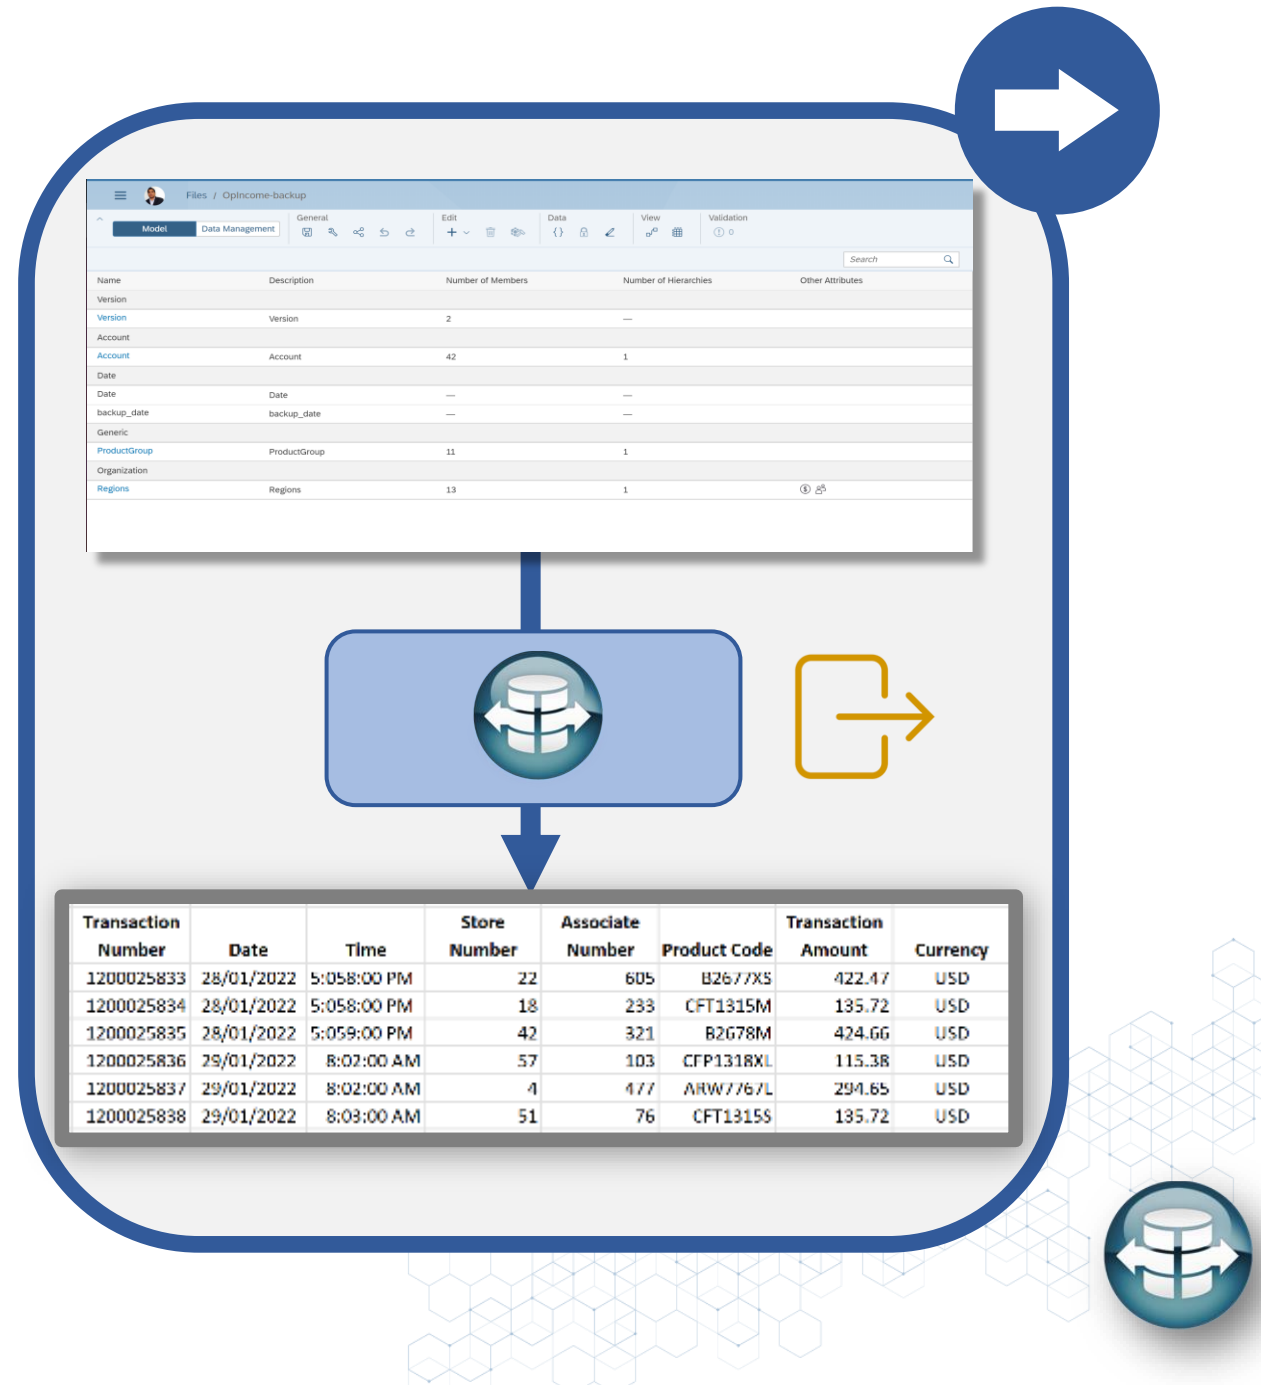 Files / OpIncome-backup
Model Data Management General Edit Data View Validation
0
Search
Name Description Number of Members Number of Hierarchies Other Attributes
Version
Version Version 2 —
Account
Account Account 42 1
Date
Date Date — —
backup_date backup_date — —
Generic
ProductGroup ProductGroup 11 1
Organization
Regions Regions 13 1
Transaction Store Associate Transaction
Number Date Time Number Number Product Code Amount Currency
1200025833 28/01/2022 5:058:00 PM 22 605 B2677XS 422.47 USD
1200025834 28/01/2022 5:058:00 PM 18 233 CFT1315M 135.72 USD
1200025835 28/01/2022 5:059:00 PM 42 321 B2678M 424.66 USD
1200025836 29/01/2022 8:02:00 AM 57 103 CFP1318XL 115.38 USD
1200025837 29/01/2022 8:02:00 AM 4 477 ARW7767L 294.65 USD
1200025838 29/01/2022 8:03:00 AM 51 76 CFT1315S 135.72 USD